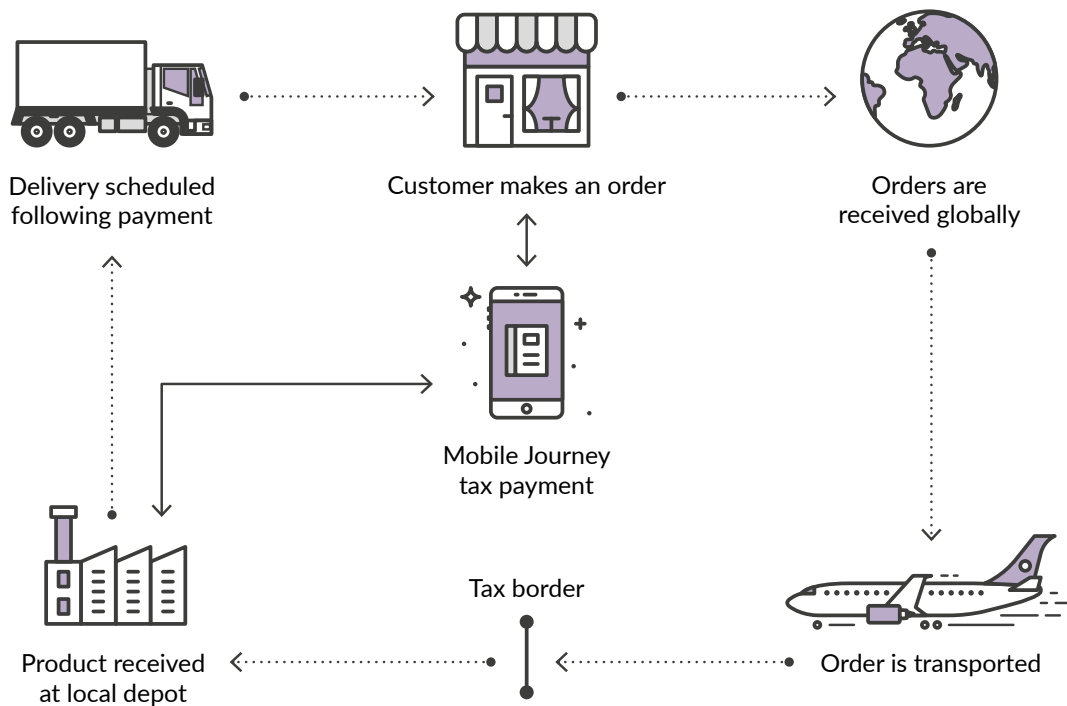 Delivery scheduled
following payment
Customer makes an order
Orders are
received globally
Mobile Journey
tax payment
Tax border
Product received
at local depot
Order is transported